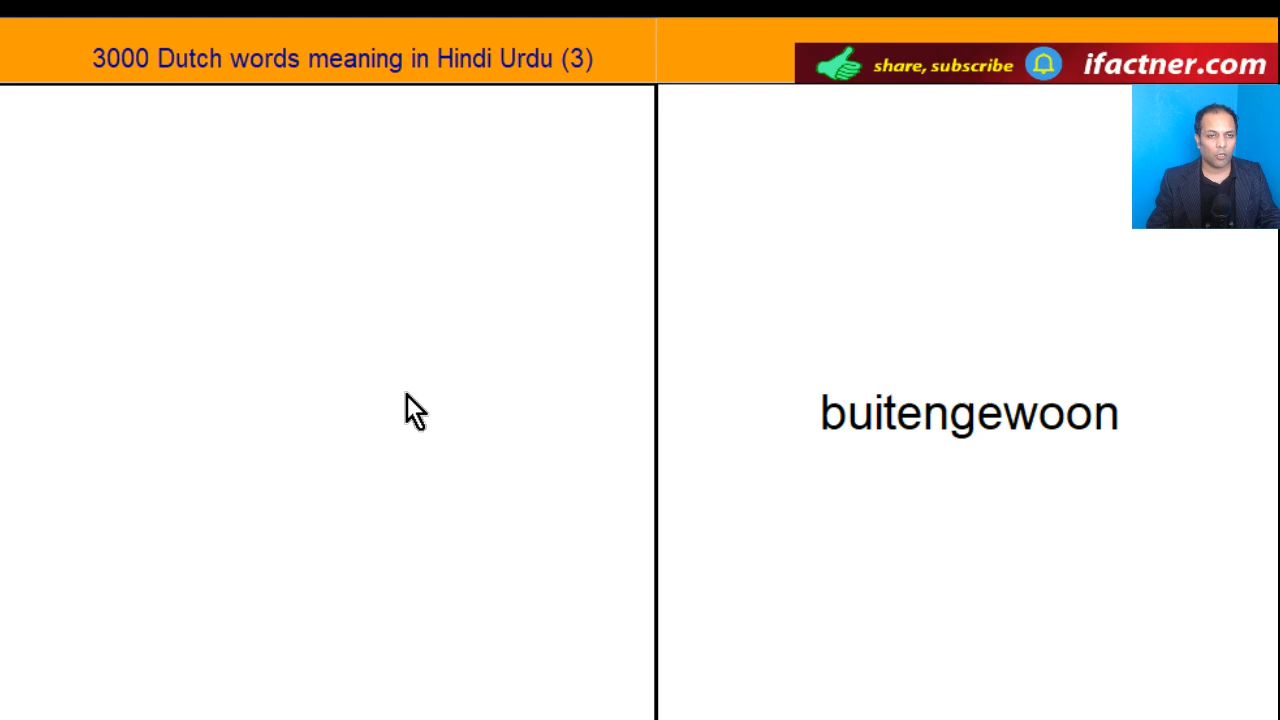 3000 Dutch words meaning in Hindi Urdu (3)
share, subscribe
ifactner.com
buitengewoon